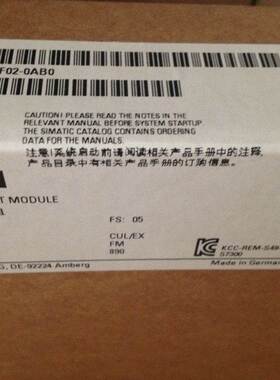 F02-0AB0
CAUTION! PLEASE READ THE NOTES IN THE
RELEVANT MANUAL BEFORE SYSTEM STARTUP.
THE SIMATIC CATALOG CONTAINS ORDERING
DATA FOR THE MANUALS.
注意!系统启动前请阅读相关产品手册中的注释,
产品目录中有相关手册的订购信息。
T MODULE
FS: 05
CUL/EX
FM
890
KCC-REM-S49
S7300
G, DE-92224 Amberg
Made in German